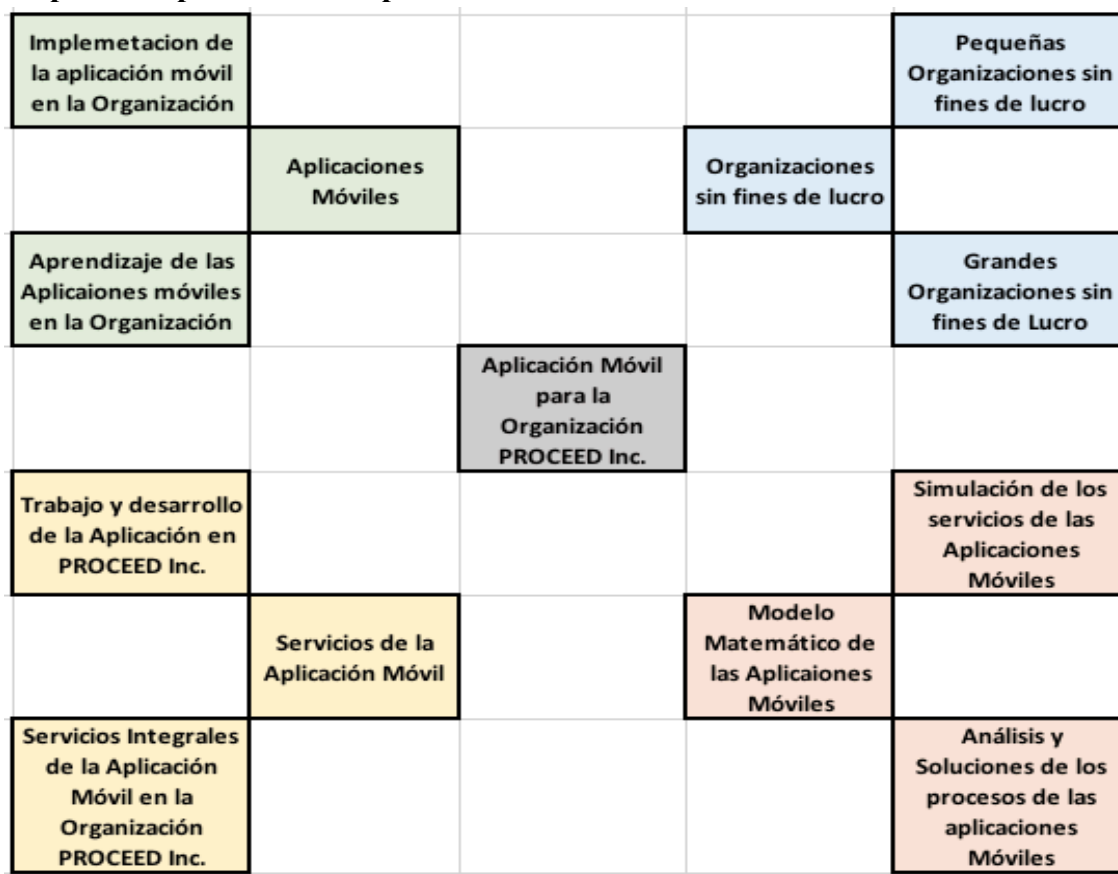 Implemetacion de
la aplicación móvil
en la Organización
Pequeñas
Organizaciones sin
fines de lucro
Aplicaciones
Móviles
Organizaciones
sin fines de lucro
Aprendizaje de las
Aplicaiones móviles
en la Organización
Grandes
Organizaciones sin
fines de Lucro
Aplicación Móvil
para la
Organización
PROCEED Inc.
Trabajo y desarrollo
de la Aplicación en
PROCEED Inc.
Simulación de los
servicios de las
Aplicaciones
Móviles
Servicios de la
Aplicación Móvil
Modelo
Matemático de
las Aplicaiones
Móviles
Servicios Integrales
de la Aplicación
Móvil en la
Organización
PROCEED Inc.
Análisis y
Soluciones de los
procesos de las
aplicaciones
Móviles